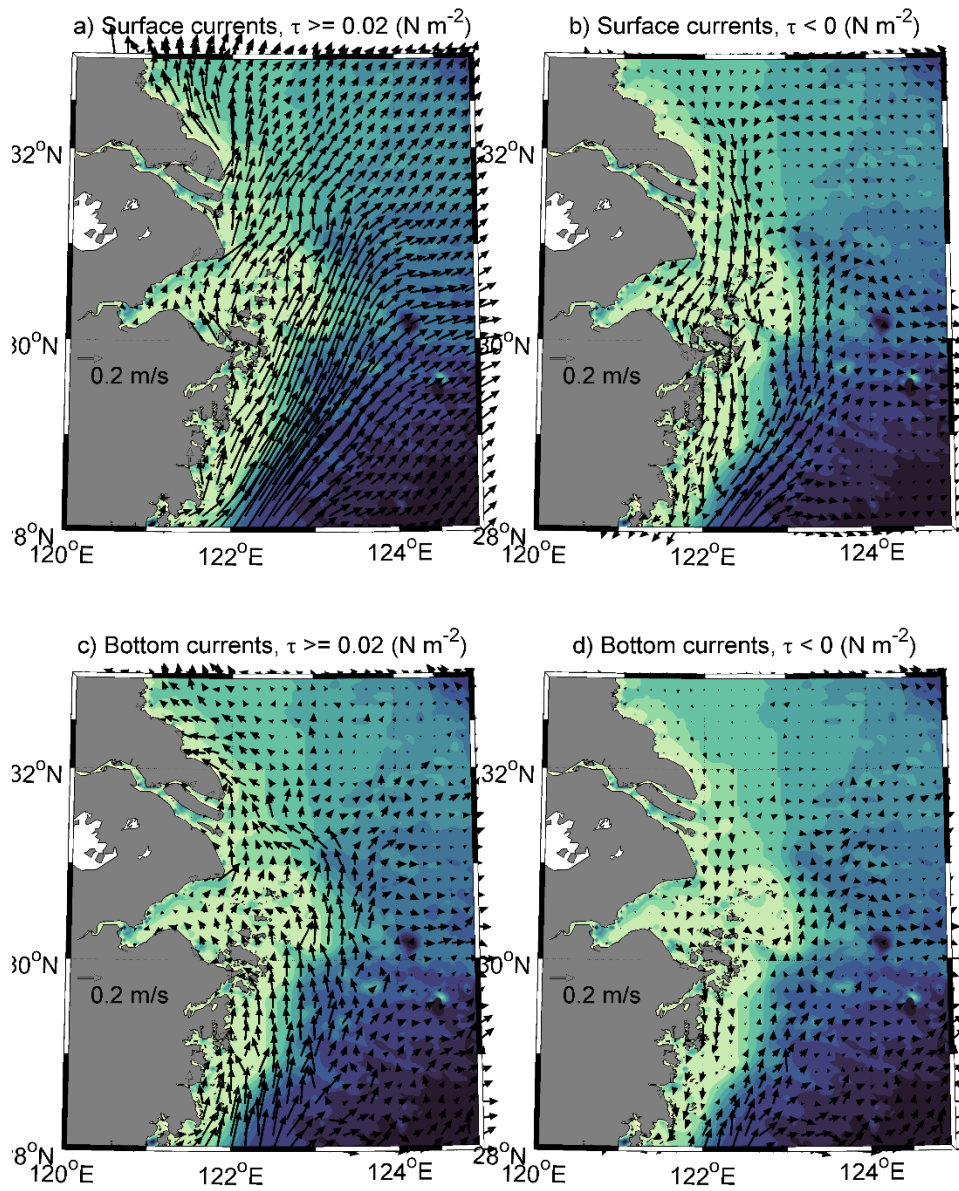 a) Surface currents, τ >= 0.02 (N m⁻²)
b) Surface currents, τ < 0 (N m⁻²)
32°N
32°N
30°N
30°N
0.2 m/s
0.2 m/s
28°N
28°N
120°E
122°E
124°E
120°E
122°E
124°E
c) Bottom currents, τ >= 0.02 (N m⁻²)
d) Bottom currents, τ < 0 (N m⁻²)
32°N
32°N
30°N
30°N
0.2 m/s
0.2 m/s
28°N
28°N
120°E
122°E
124°E
120°E
122°E
124°E